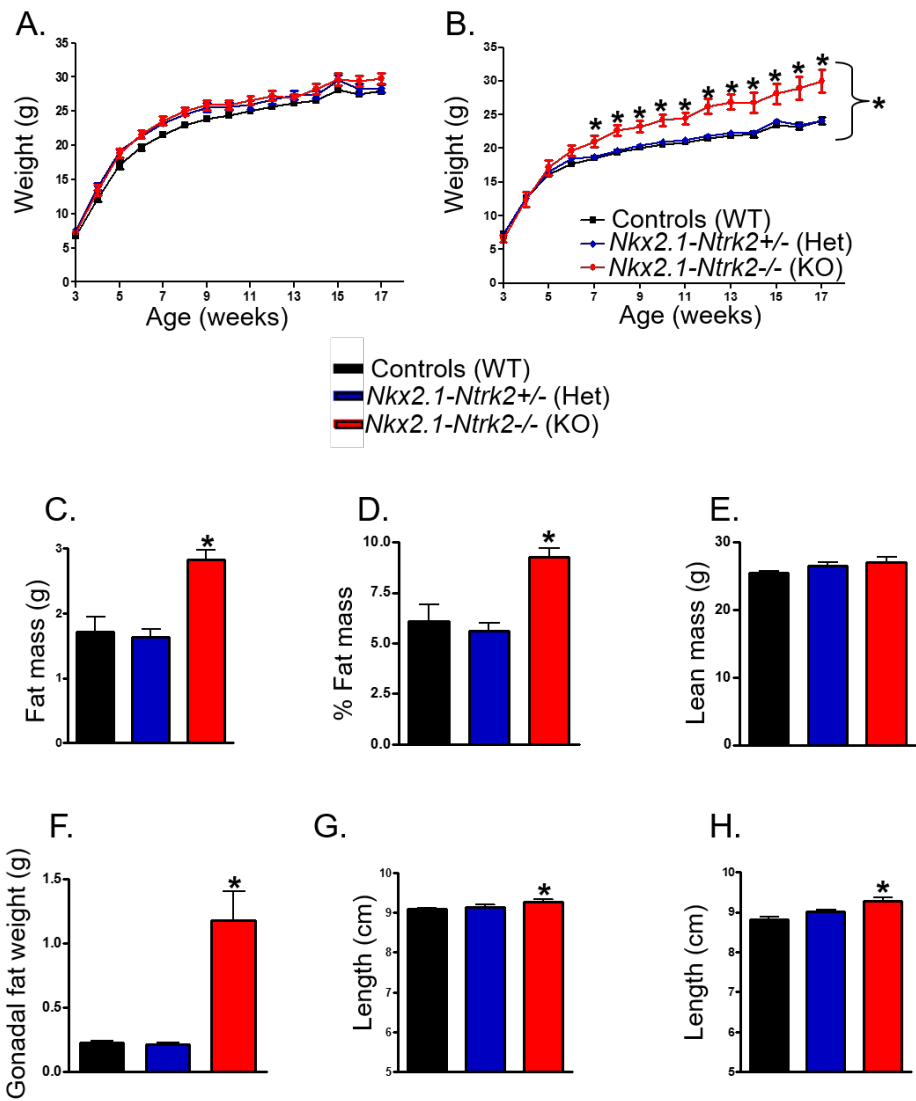 A.
B.
Weight (g)
35
30
25
20
15
10
5
0
3
5
7
9
11
13
15
17
Age (weeks)
Weight (g)
35
30
25
20
15
10
5
0
* * * * * * * * * * *
*
Controls (WT)
Nkx2.1-Ntrk2+/- (Het)
Nkx2.1-Ntrk2-/- (KO)
3
5
7
9
11
13
15
17
Age (weeks)
Controls (WT)
Nkx2.1-Ntrk2+/- (Het)
Nkx2.1-Ntrk2-/- (KO)
C.
Fat mass (g)
3
2
1
0
*
D.
% Fat mass
10.0
7.5
5.0
2.5
0.0
*
E.
Lean mass (g)
30
20
10
0
F.
Gonadal fat weight (g)
1.5
1.0
0.5
0.0
*
G.
Length (cm)
10
9
8
7
6
5
*
H.
Length (cm)
10
9
8
7
6
5
*